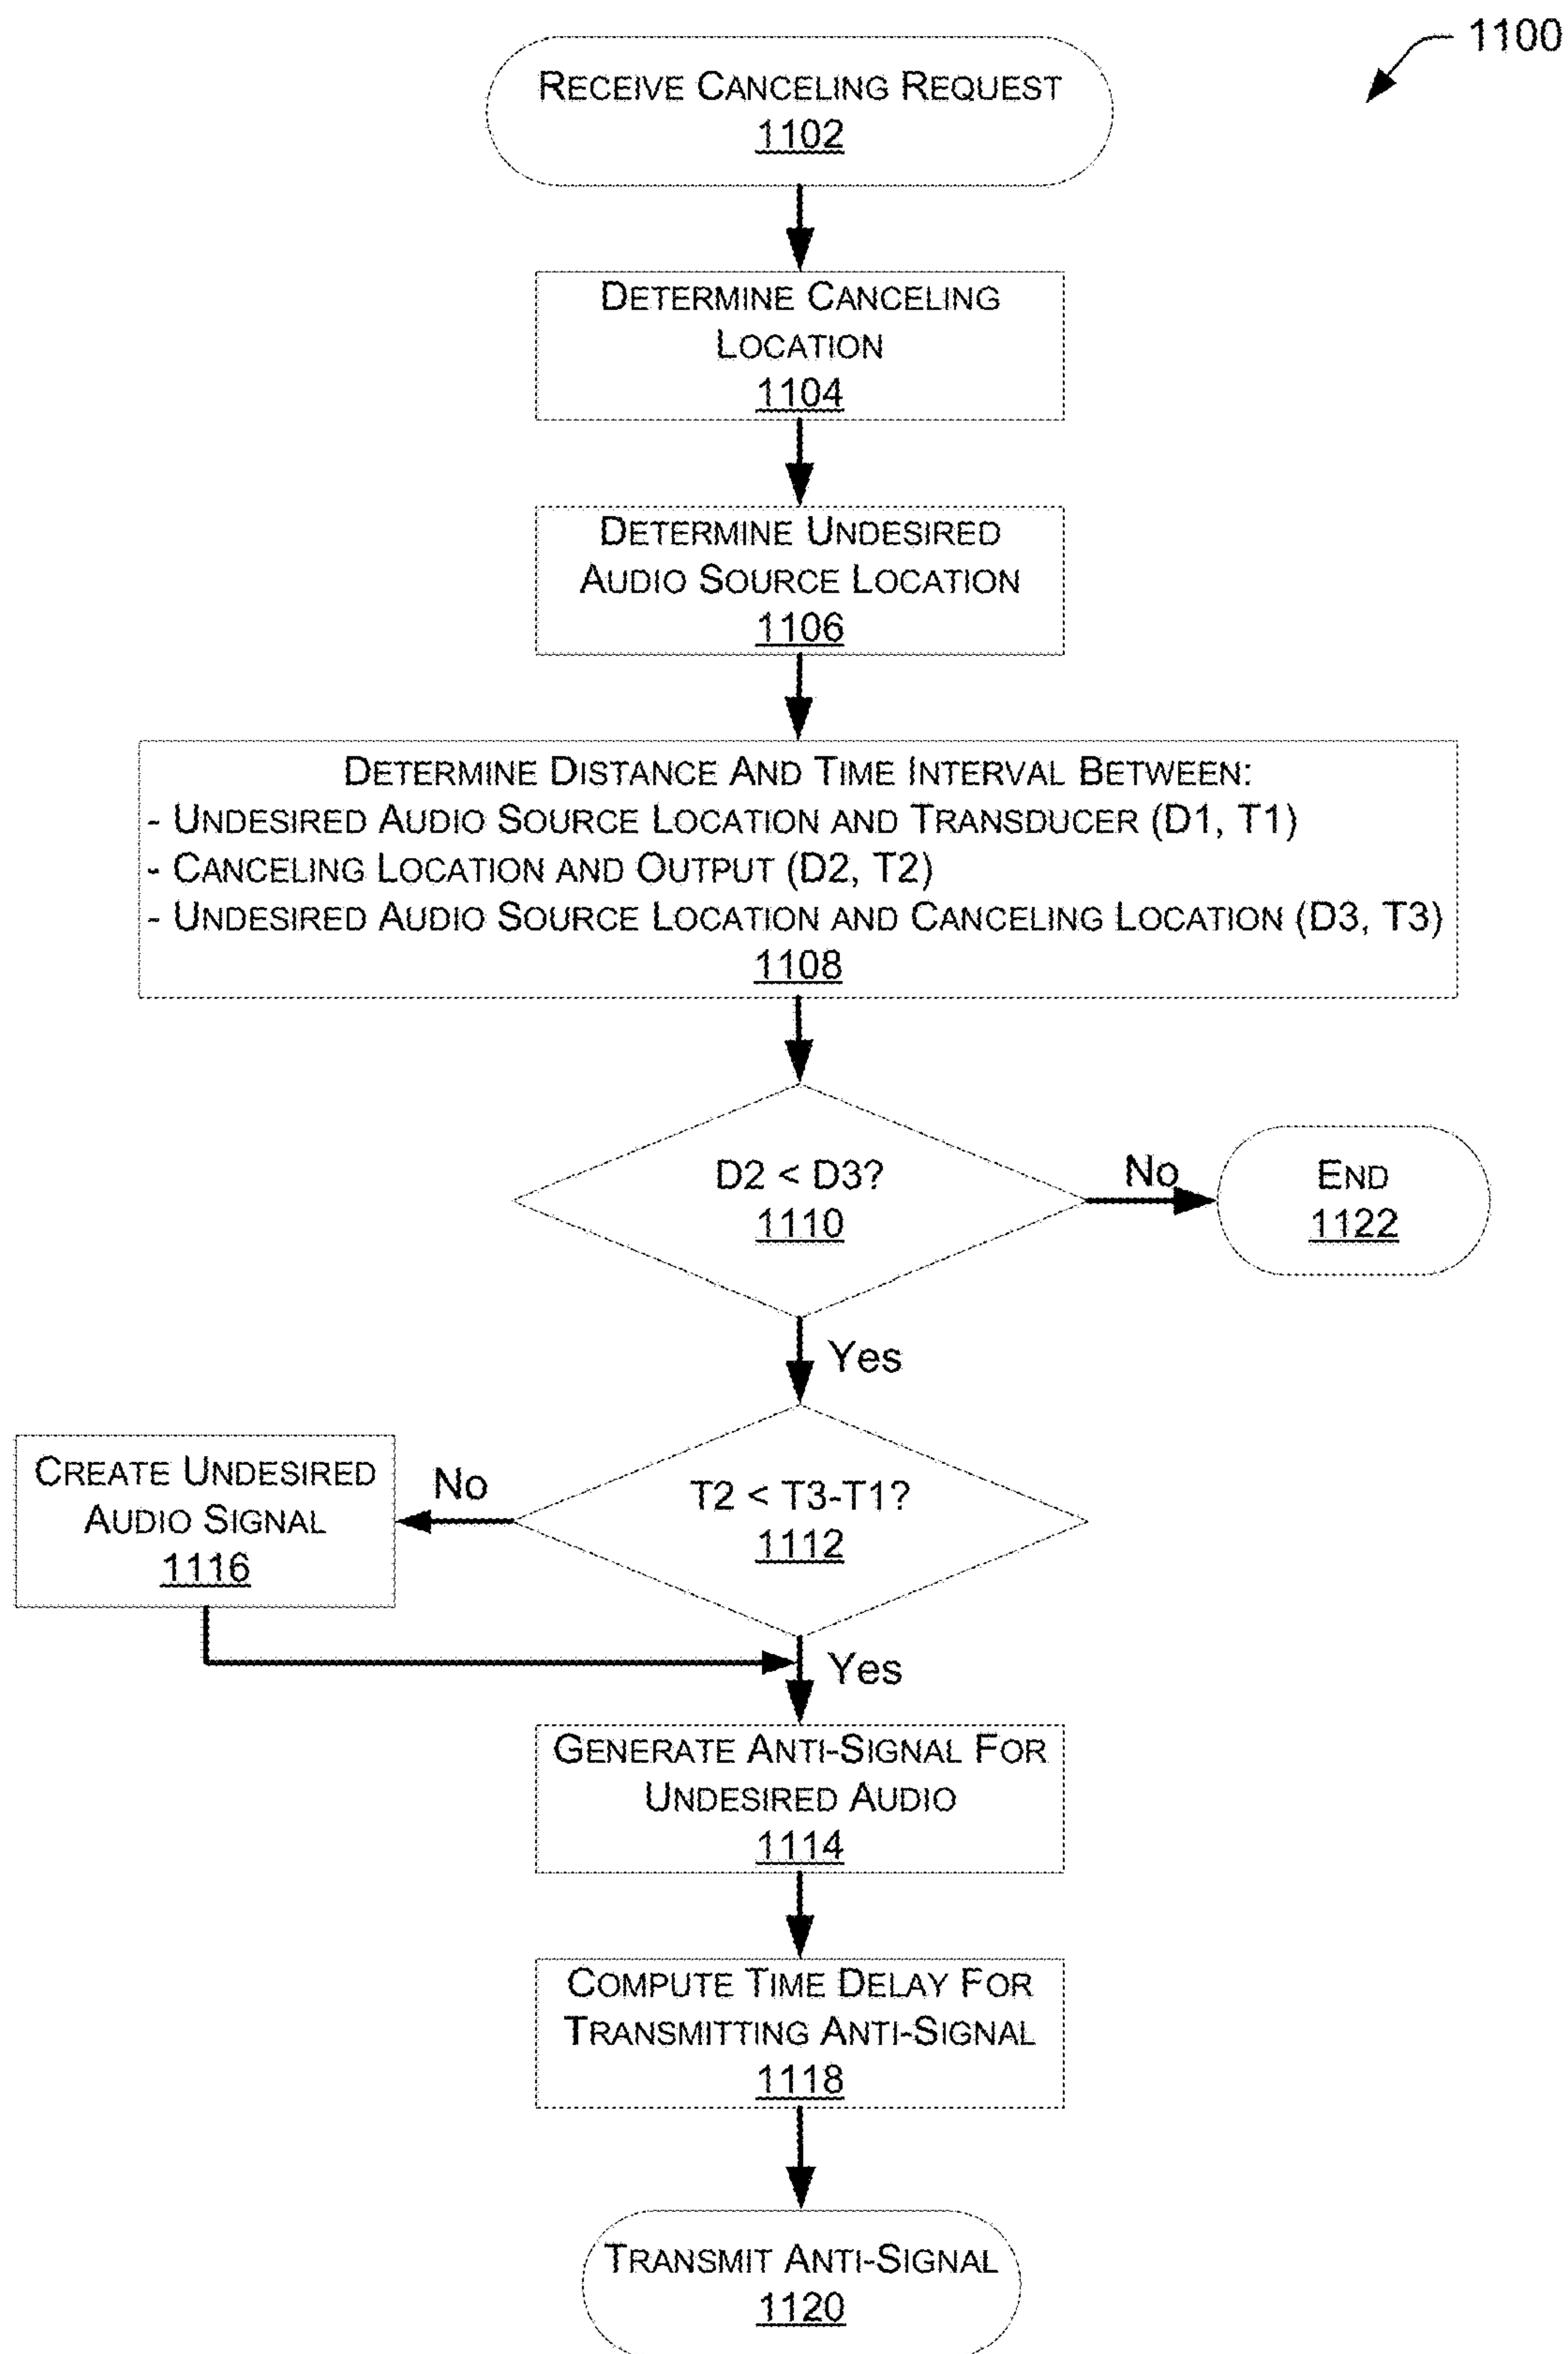 1100
RECEIVE CANCELING REQUEST
1102
DETERMINE CANCELING
LOCATION
1104
DETERMINE UNDESIRED
AUDIO SOURCE LOCATION
1106
DETERMINE DISTANCE AND TIME INTERVAL BETWEEN:
- UNDESIRED AUDIO SOURCE LOCATION AND TRANSDUCER (D1, T1)
- CANCELING LOCATION AND OUTPUT (D2, T2)
- UNDESIRED AUDIO SOURCE LOCATION AND CANCELING LOCATION (D3, T3)
1108
D2 < D3?
1110
No
END
1122
Yes
T2 < T3-T1?
1112
No
CREATE UNDESIRED
AUDIO SIGNAL
1116
Yes
GENERATE ANTI-SIGNAL FOR
UNDESIRED AUDIO
1114
COMPUTE TIME DELAY FOR
TRANSMITTING ANTI-SIGNAL
1118
TRANSMIT ANTI-SIGNAL
1120